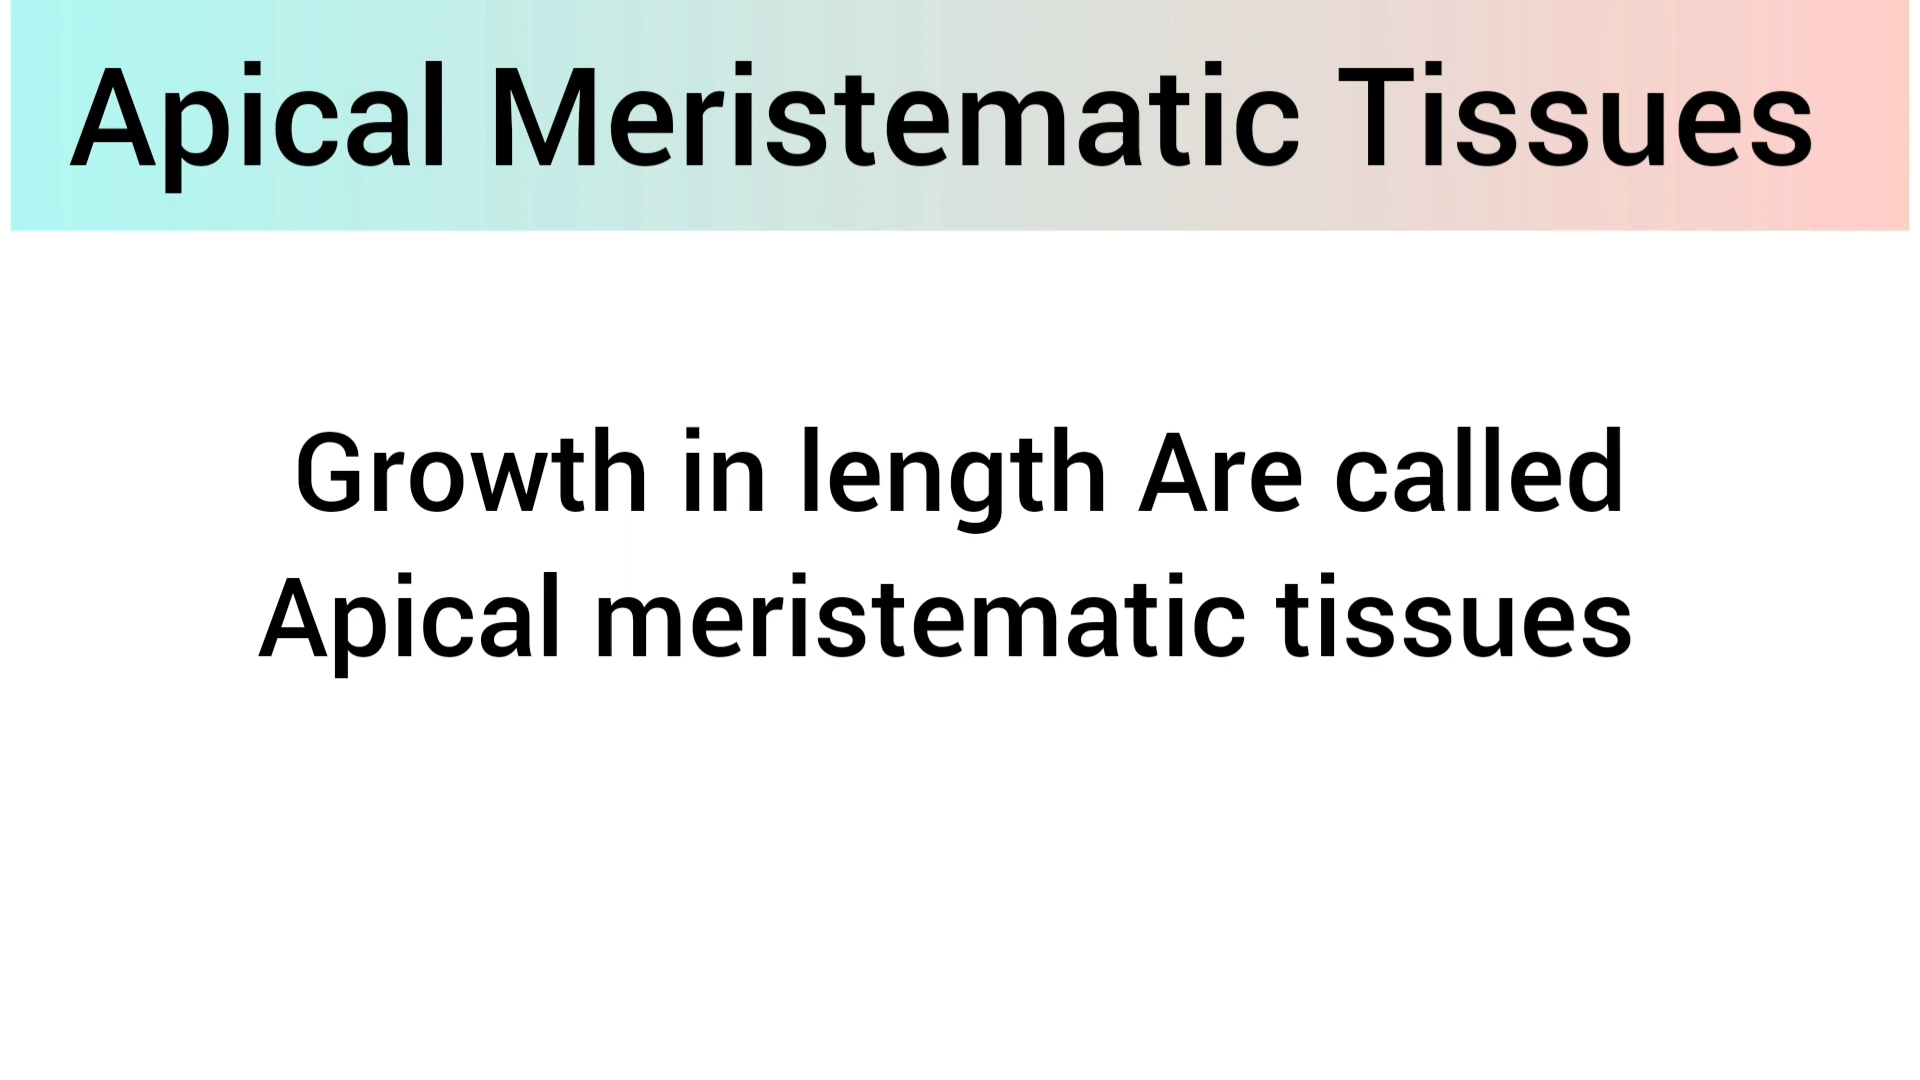 Apical Meristematic Tissues
Growth in length Are called
Apical meristematic tissues